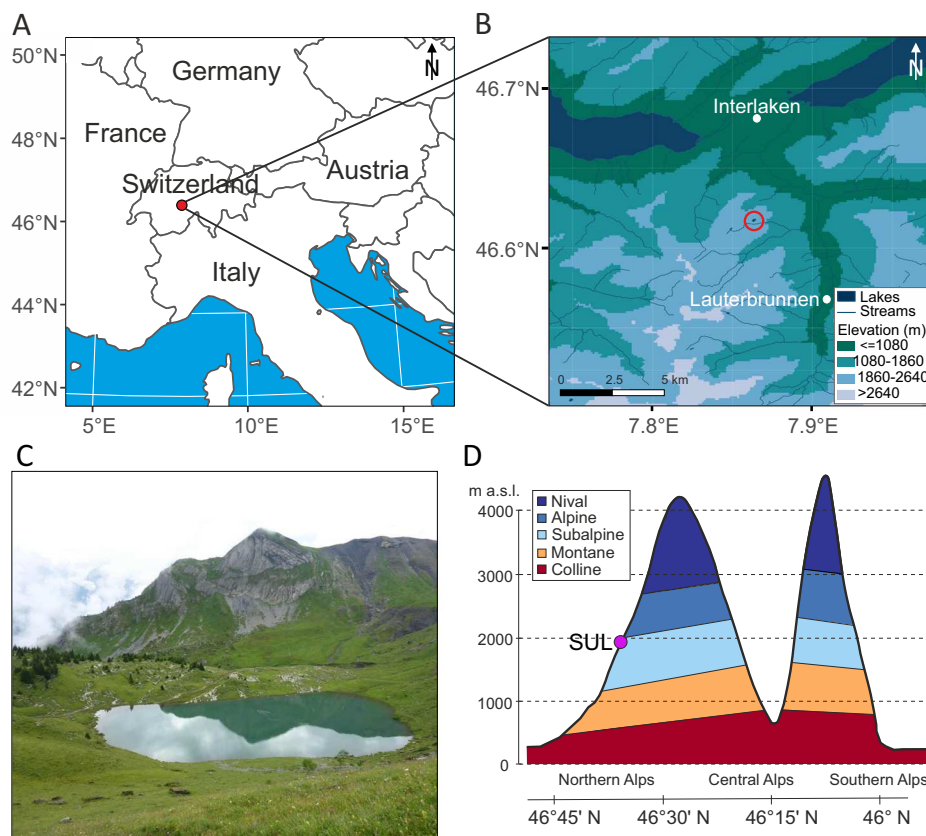 A
50°N
48°N
46°N
44°N
42°N
5°E
10°E
15°E
N
Germany
France
Switzerland
Austria
Italy
B
46.7°N
46.6°N
7.8°E
7.9°E
N
Interlaken
Lauterbrunnen
Lakes
Streams
Elevation (m)
<=1080
1080-1860
1860-2640
>2640
0 2.5 5 km
C
D
m a.s.l.
4000
3000
2000
1000
0
Nival
Alpine
Subalpine
Montane
Colline
SUL
Northern Alps Central Alps Southern Alps
46°45' N 46°30' N 46°15' N 46° N